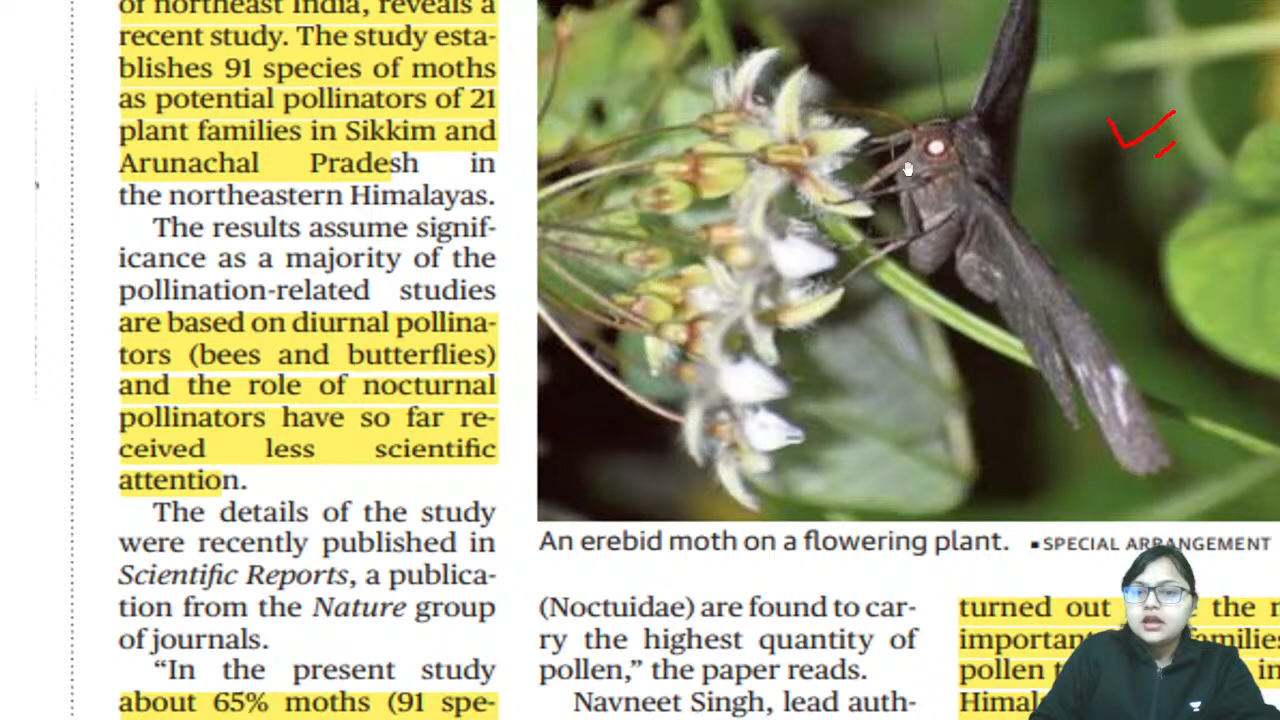 of northeast India, reveals a
recent study. The study esta-
blishes 91 species of moths
as potential pollinators of 21
plant families in Sikkim and
Arunachal Pradesh in
the northeastern Himalayas.
The results assume signif-
icance as a majority of the
pollination-related studies
are based on diurnal pollina-
tors (bees and butterflies)
and the role of nocturnal
pollinators have so far re-
ceived less scientific
attention.
The details of the study
were recently published in
Scientific Reports, a publica-
tion from the Nature group
of journals.
“In the present study
about 65% moths (91 spe-
An erebid moth on a flowering plant. ▪SPECIAL ARRANGEMENT
(Noctuidae) are found to car-
ry the highest quantity of
pollen,” the paper reads.
Navneet Singh, lead auth-
turned out the
important families
pollen